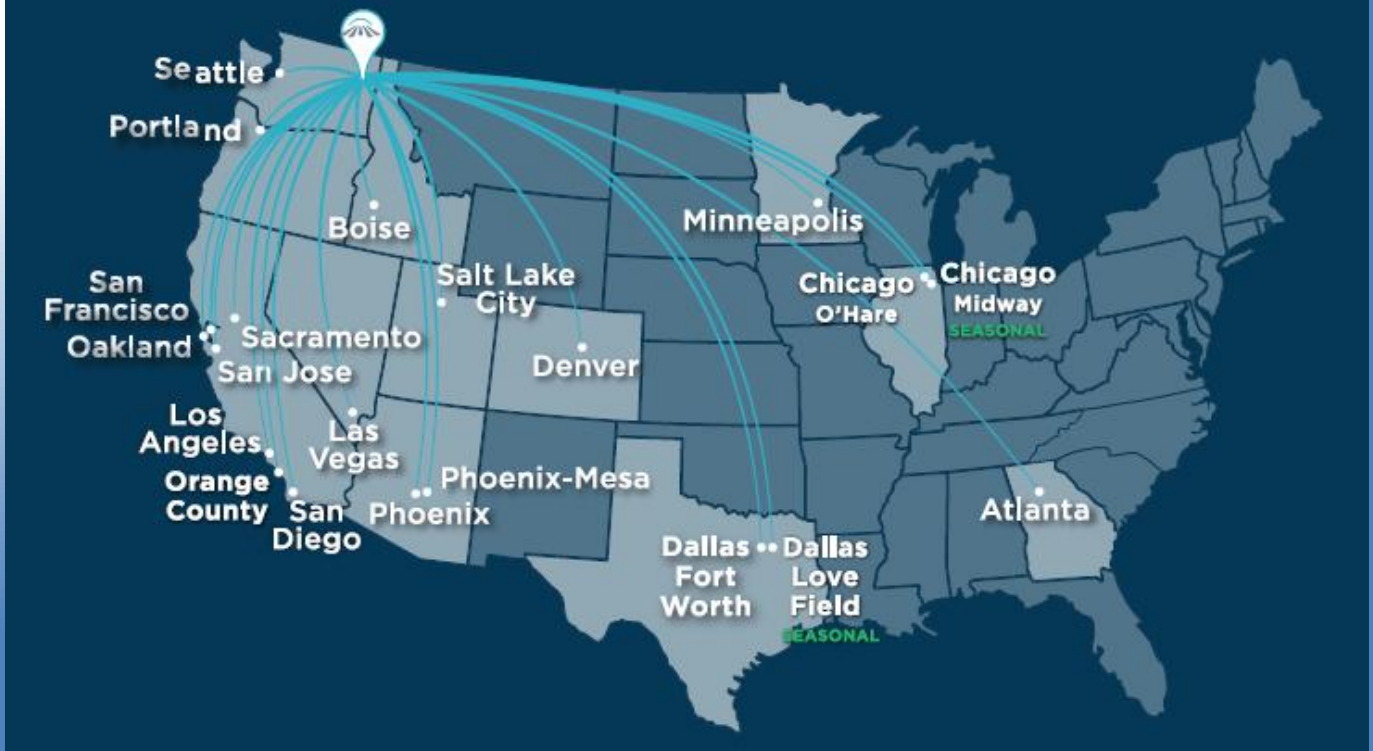 Seattle
Portland
Boise
Minneapolis
San
Francisco
Oakland
Sacramento
San Jose
Salt Lake
City
Denver
Chicago
O'Hare
Chicago
Midway
SEASONAL
Los
Angeles
Orange
County
San
Diego
Las
Vegas
Phoenix-Mesa
Phoenix
Dallas
Fort
Worth
Dallas
Love
Field
SEASONAL
Atlanta